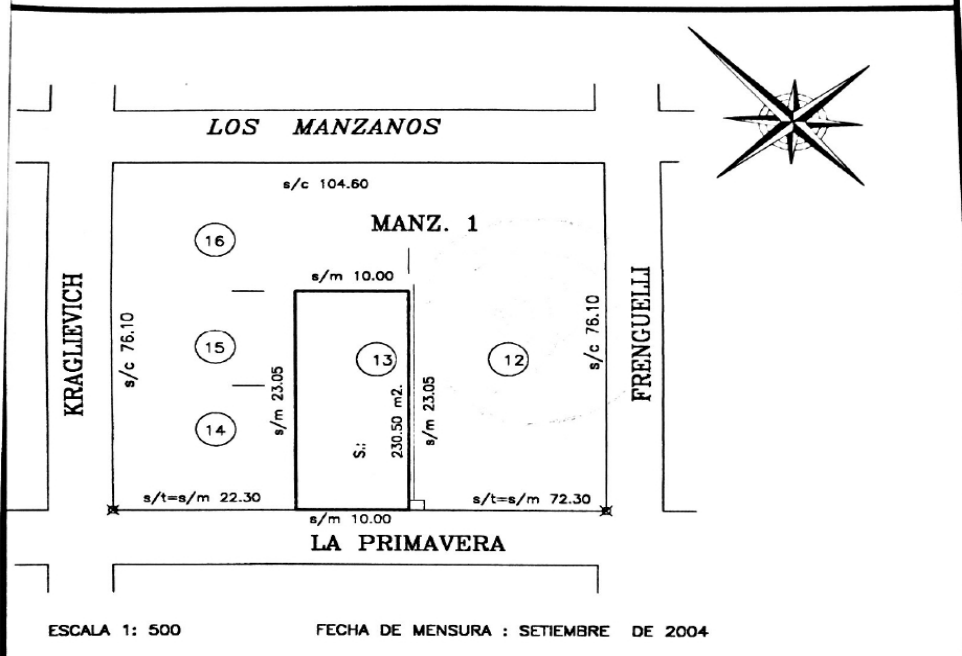 LOS MANZANOS
s/c 104.60
MANZ. 1
16
s/m 10.00
KRAGLIEVICH
s/c 76.10
15
14
s/m 23.05
13
S.: 230.50 m2.
s/m 23.05
12
s/c 76.10
FRENGUELLI
s/t=s/m 22.30
s/m 10.00
s/t=s/m 72.30
LA PRIMAVERA
ESCALA 1: 500
FECHA DE MENSURA : SETIEMBRE DE 2004